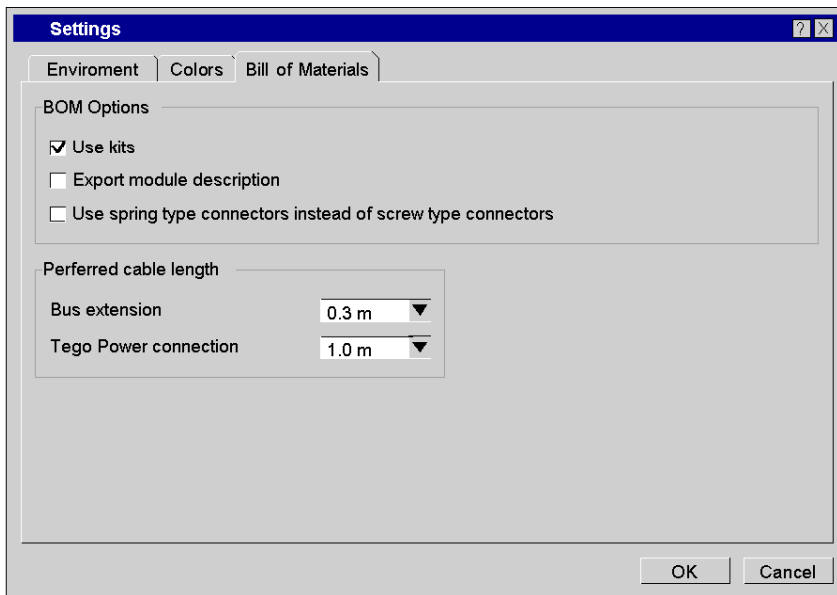 Settings
? X
Enviroment Colors Bill of Materials
BOM Options
Use kits
Export module description
Use spring type connectors instead of screw type connectors
Perferred cable length
Bus extension 0.3 m
Tego Power connection 1.0 m
OK Cancel